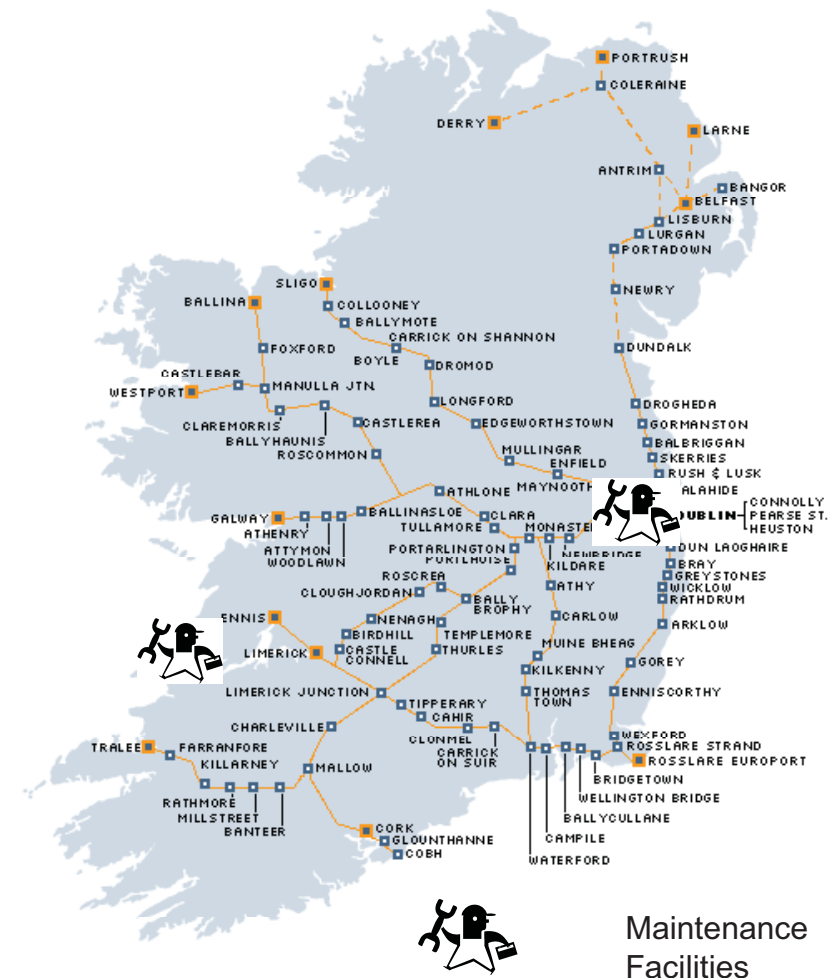 PORTRUSH
COLERAINE
DERRY
LARNE
ANTRIM
BANGOR
BELFAST
LISBURN
LURGAN
PORTADOWN
NEWRY
SLIGO
BALLINA
COLLOONEY
BALLYMOTE
CARRICK ON SHANNON
FOXFORD
BOYLE
DUNDALK
DROMOD
CASTLEBAR
WESTPORT
MANULLA JTN.
LONGFORD
DROGHEDA
CLAREMORRIS
BALLYHAUNIS
CASTLEREA
EDGEWORTHSTOWN
GORMANSTON
BALBRIGGAN
ROSCOMMON
MULLINGAR
ENFIELD
SKERRIES
RUSH & LUSK
MAYNOOTH
ALAHIDE
ATHLONE
CONNOLLY
PEARSE ST.
HEUSTON
UBLIN
GALWAY
ATHENRY
ATTYMON
WOODLAWN
BALLINASLOE
CLARA
TULLAMORE
MONASTE
PORTARLINGTON
PORTLAOISE
NEWBRIDGE
KILDARE
DUN LAOGHAIRE
BRAY
GREYSTONES
WICKLOW
RATHDRUM
ROSCREA
CLOUGHJORDAN
BALLY
BROPHY
ATHY
CARLOW
ARKLOW
ENNIS
NENAGH
BIRDHILL
TEMPLEMORE
LIMERICK
CASTLE
CONNELL
THURLES
MUINE BHEAG
KILKENNY
GOREY
LIMERICK JUNCTION
THOMAS
TOWN
ENNISCORTHY
TIPPERARY
CAHIR
CHARLEVILLE
CLONMEL
CARRICK
ON SUIR
WEXFORD
ROSSLARE STRAND
ROSSLARE EUROPORT
TRALEE
FARRANFORE
KILLARNEY
MALLOW
BRIDGETOWN
WELLINGTON BRIDGE
RATHMORE
MILLSTREET
BANTEER
BALLYCULLANE
CAMPILE
WATERFORD
CORK
GLOUNTHANNE
COBH
Maintenance
Facilities